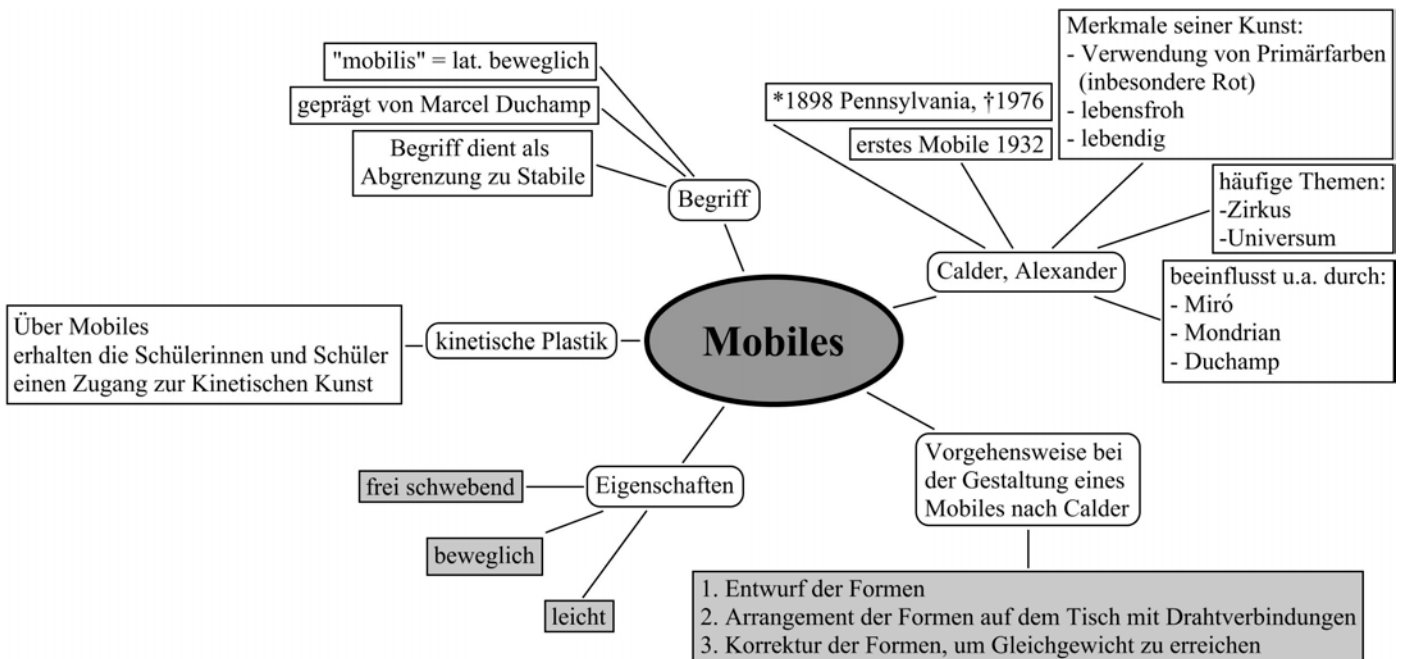 "mobilis" = lat. beweglich
geprägt von Marcel Duchamp
Begriff dient als
Abgrenzung zu Stabile
Begriff
*1898 Pennsylvania, †1976
erstes Mobile 1932
Merkmale seiner Kunst:
- Verwendung von Primärfarben
(inbesondere Rot)
- lebensfroh
- lebendig
häufige Themen:
-Zirkus
-Universum
Calder, Alexander
beeinflusst u.a. durch:
- Miró
- Mondrian
- Duchamp
Über Mobiles
erhalten die Schülerinnen und Schüler
einen Zugang zur Kinetischen Kunst
kinetische Plastik
Mobiles
Eigenschaften
frei schwebend
beweglich
leicht
Vorgehensweise bei
der Gestaltung eines
Mobiles nach Calder
1. Entwurf der Formen
2. Arrangement der Formen auf dem Tisch mit Drahtverbindungen
3. Korrektur der Formen, um Gleichgewicht zu erreichen